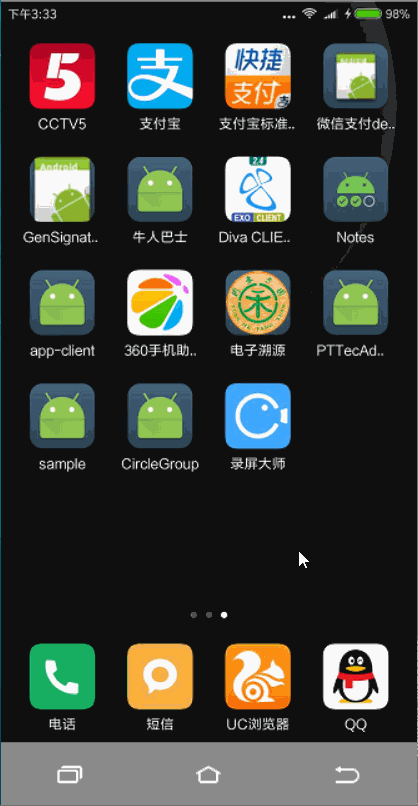 下午3:33
98%
5
支
快捷
支付
CCTV5
支付宝
支付宝标准..
微信支付de..
Android
2.4
EXO CLIENT
GenSignat..
牛人巴士
Diva CLIE..
Notes
app-client
360手机助..
电子溯源
PTTecAd..
sample
CircleGroup
录屏大师
电话
短信
UC浏览器
QQ